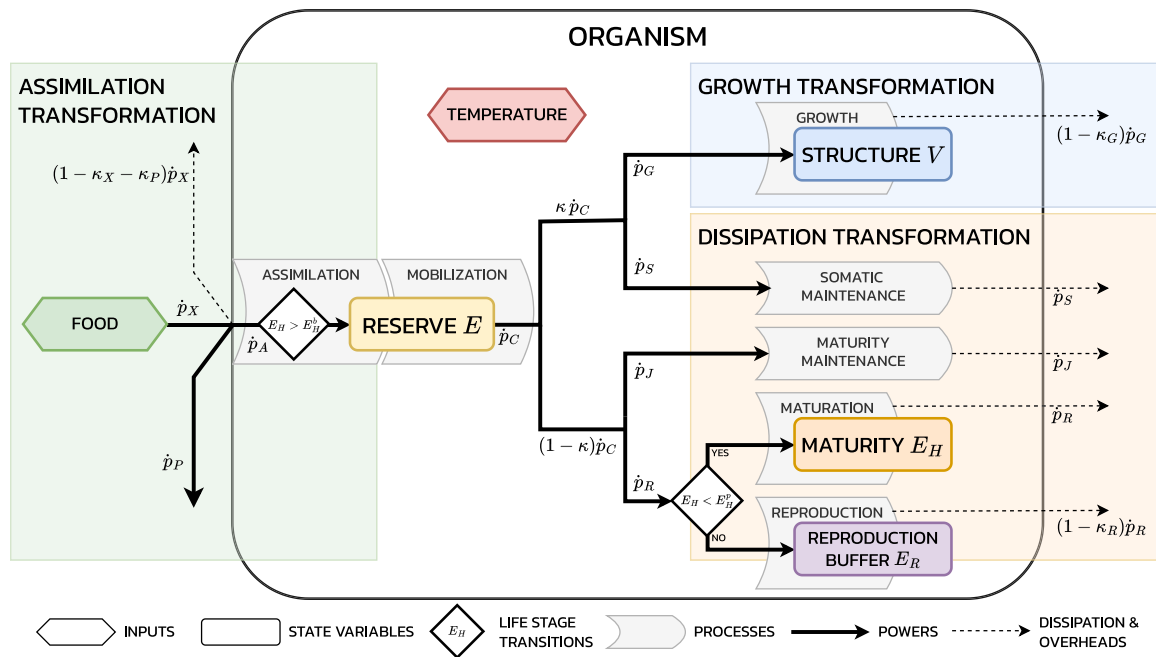 ORGANISM
ASSIMILATION
TRANSFORMATION
TEMPERATURE
GROWTH TRANSFORMATION
GROWTH
STRUCTURE V
(1-κ_G)ṗ_G
(1-κ_X-κ_P)ṗ_X
ṗ_G
κṗ_C
DISSIPATION TRANSFORMATION
ASSIMILATION
MOBILIZATION
ṗ_S
SOMATIC
MAINTENANCE
ṗ_S
ṗ_X
FOOD
E_H > E_H^b
RESERVE E
ṗ_A
ṗ_C
MATURITY
MAINTENANCE
ṗ_J
ṗ_J
MATURATION
ṗ_R
(1-κ)ṗ_C
YES
MATURITY E_H
ṗ_P
ṗ_R
E_H < E_H^p
REPRODUCTION
(1-κ_R)ṗ_R
NO
REPRODUCTION
BUFFER E_R
INPUTS
STATE VARIABLES
E_H
LIFE STAGE
TRANSITIONS
PROCESSES
POWERS
DISSIPATION &
OVERHEADS